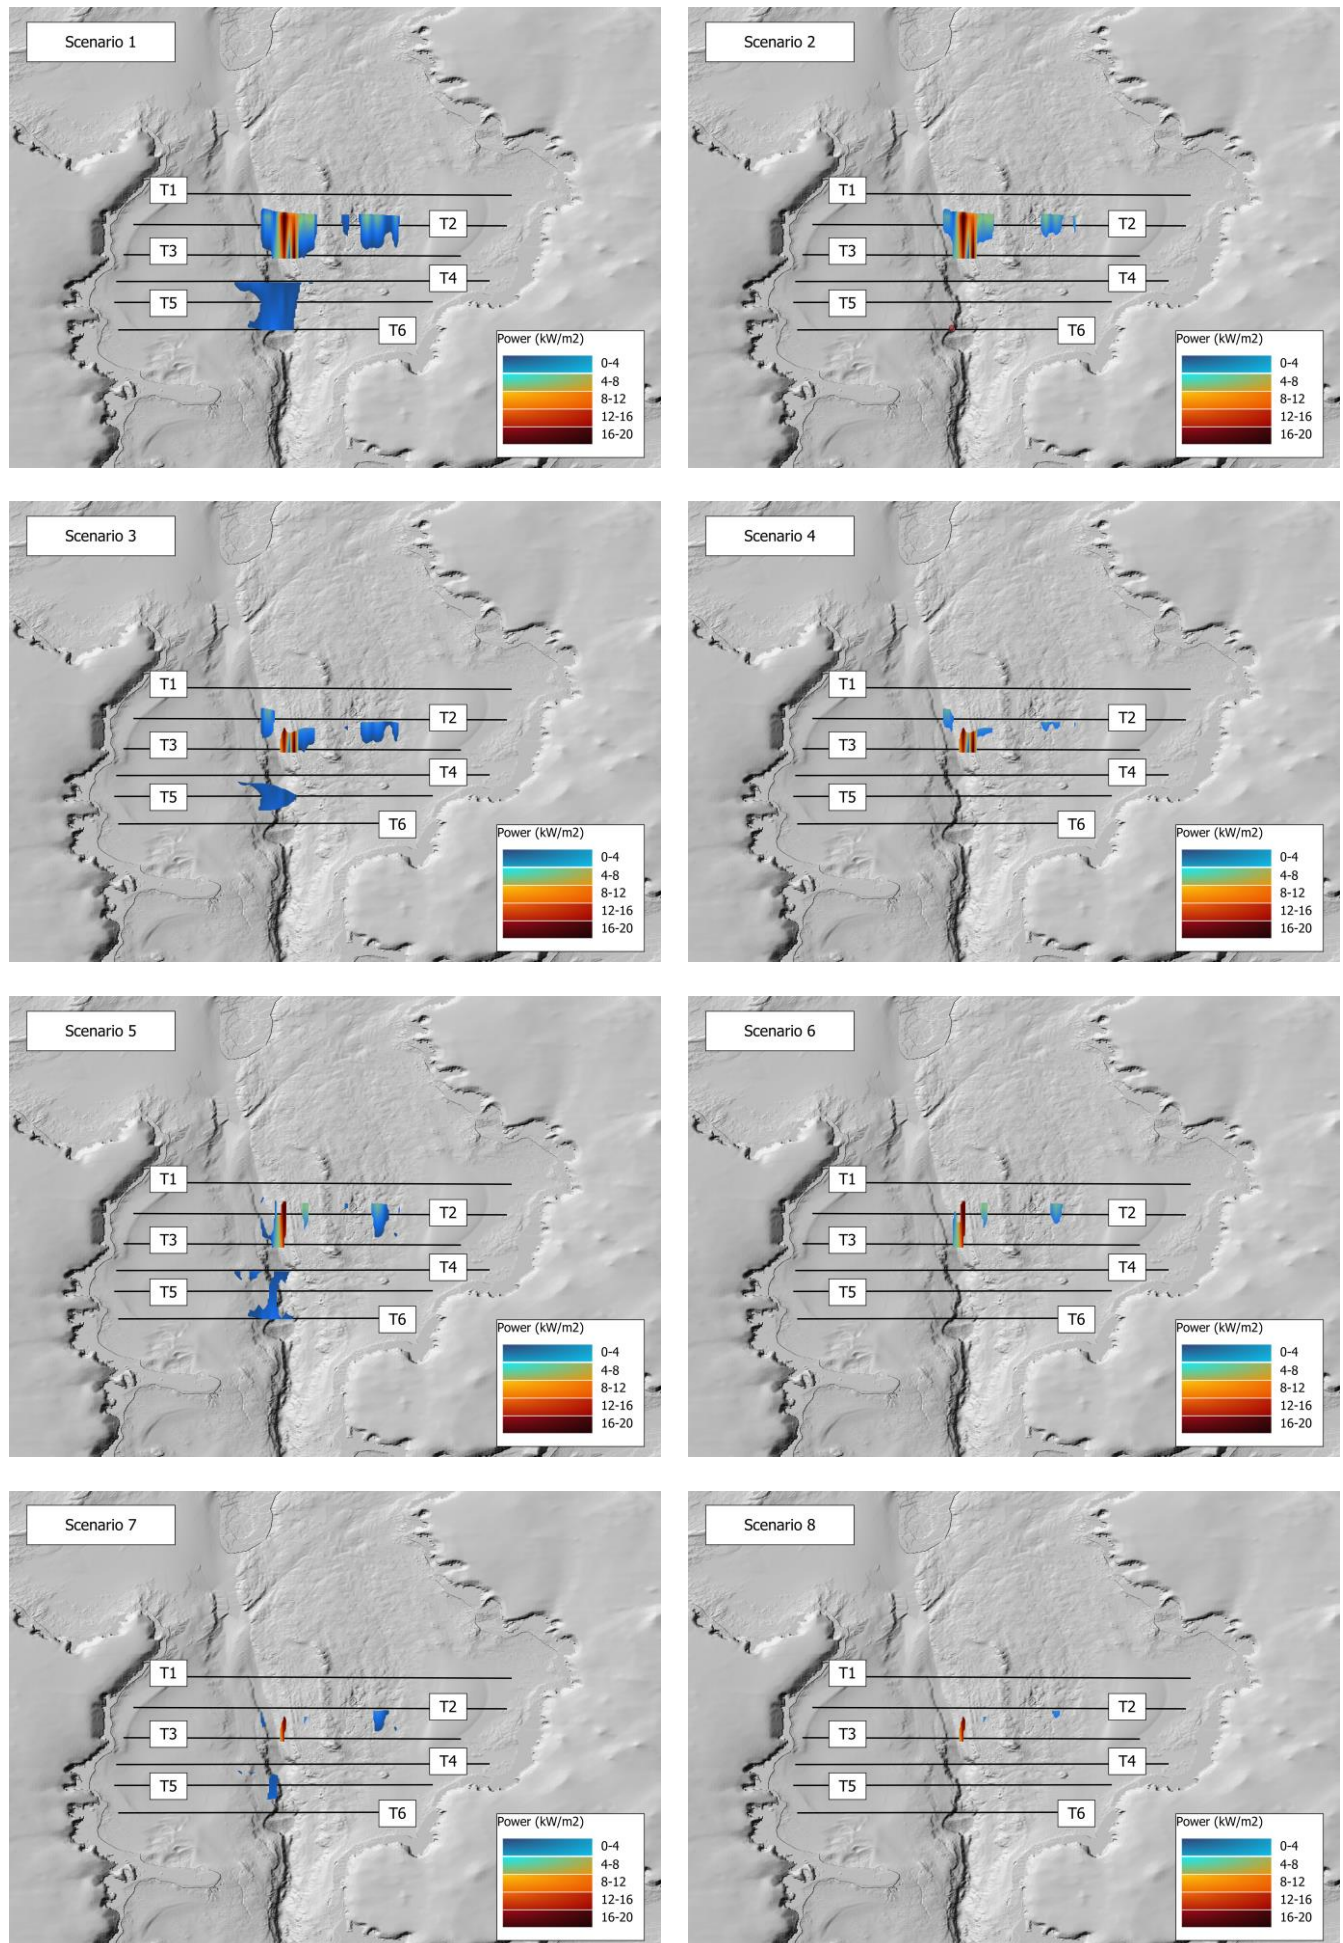 Scenario 1
T1
T2
T3
T4
T5
T6
Power (kW/m2)
0-4
4-8
8-12
12-16
16-20
Scenario 2
T1
T2
T3
T4
T5
T6
Power (kW/m2)
0-4
4-8
8-12
12-16
16-20
Scenario 3
T1
T2
T3
T4
T5
T6
Power (kW/m2)
0-4
4-8
8-12
12-16
16-20
Scenario 4
T1
T2
T3
T4
T5
T6
Power (kW/m2)
0-4
4-8
8-12
12-16
16-20
Scenario 5
T1
T2
T3
T4
T5
T6
Power (kW/m2)
0-4
4-8
8-12
12-16
16-20
Scenario 6
T1
T2
T3
T4
T5
T6
Power (kW/m2)
0-4
4-8
8-12
12-16
16-20
Scenario 7
T1
T2
T3
T4
T5
T6
Power (kW/m2)
0-4
4-8
8-12
12-16
16-20
Scenario 8
T1
T2
T3
T4
T5
T6
Power (kW/m2)
0-4
4-8
8-12
12-16
16-20